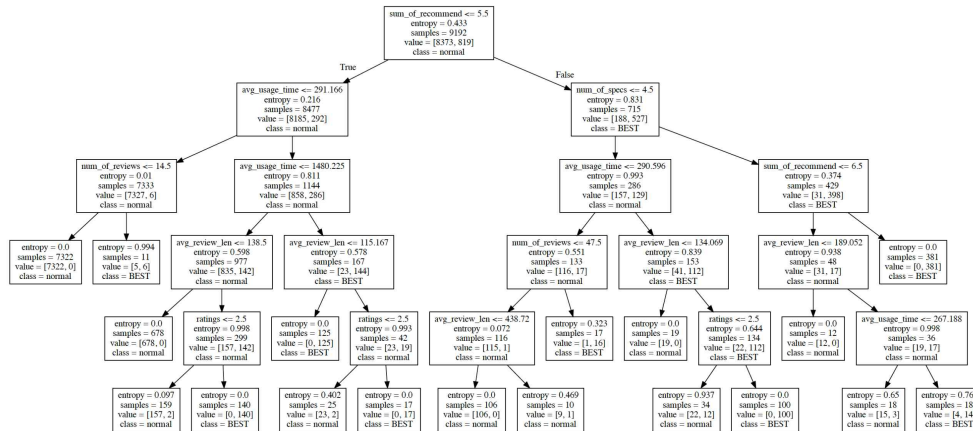 sum_of_recommend <= 5.5
entropy = 0.433
samples = 9192
value = [8373, 819]
class = normal
True
False
avg_usage_time <= 291.166
entropy = 0.216
samples = 8477
value = [8185, 292]
class = normal
num_of_specs <= 4.5
entropy = 0.831
samples = 715
value = [188, 527]
class = BEST
num_of_reviews <= 14.5
entropy = 0.01
samples = 7333
value = [7327, 6]
class = normal
avg_usage_time <= 1480.225
entropy = 0.811
samples = 1144
value = [858, 286]
class = normal
avg_usage_time <= 290.596
entropy = 0.993
samples = 286
value = [157, 129]
class = normal
sum_of_recommend <= 6.5
entropy = 0.374
samples = 429
value = [31, 398]
class = BEST
entropy = 0.0
samples = 7322
value = [7322, 0]
class = normal
entropy = 0.994
samples = 11
value = [5, 6]
class = BEST
avg_review_len <= 138.5
entropy = 0.598
samples = 977
value = [835, 142]
class = normal
avg_review_len <= 115.167
entropy = 0.578
samples = 167
value = [23, 144]
class = BEST
num_of_reviews <= 47.5
entropy = 0.551
samples = 133
value = [116, 17]
class = normal
avg_review_len <= 134.069
entropy = 0.839
samples = 153
value = [41, 112]
class = BEST
avg_review_len <= 189.052
entropy = 0.938
samples = 48
value = [31, 17]
class = normal
entropy = 0.0
samples = 381
value = [0, 381]
class = BEST
entropy = 0.0
samples = 678
value = [678, 0]
class = normal
ratings <= 2.5
entropy = 0.998
samples = 299
value = [157, 142]
class = normal
entropy = 0.0
samples = 125
value = [0, 125]
class = BEST
ratings <= 2.5
entropy = 0.993
samples = 42
value = [23, 19]
class = normal
avg_review_len <= 438.72
entropy = 0.072
samples = 116
value = [115, 1]
class = normal
entropy = 0.323
samples = 17
value = [1, 16]
class = BEST
entropy = 0.0
samples = 19
value = [19, 0]
class = normal
ratings <= 2.5
entropy = 0.644
samples = 134
value = [22, 112]
class = BEST
entropy = 0.0
samples = 12
value = [12, 0]
class = normal
avg_usage_time <= 267.188
entropy = 0.998
samples = 36
value = [19, 17]
class = normal
entropy = 0.097
samples = 159
value = [157, 2]
class = normal
entropy = 0.0
samples = 140
value = [0, 140]
class = BEST
entropy = 0.402
samples = 25
value = [23, 2]
class = normal
entropy = 0.0
samples = 17
value = [0, 17]
class = BEST
entropy = 0.0
samples = 106
value = [106, 0]
class = normal
entropy = 0.469
samples = 10
value = [9, 1]
class = normal
entropy = 0.937
samples = 34
value = [22, 12]
class = normal
entropy = 0.0
samples = 100
value = [0, 100]
class = BEST
entropy = 0.65
samples = 18
value = [15, 3]
class = normal
entropy = 0.76
samples = 18
value = [4, 14
class = BEST